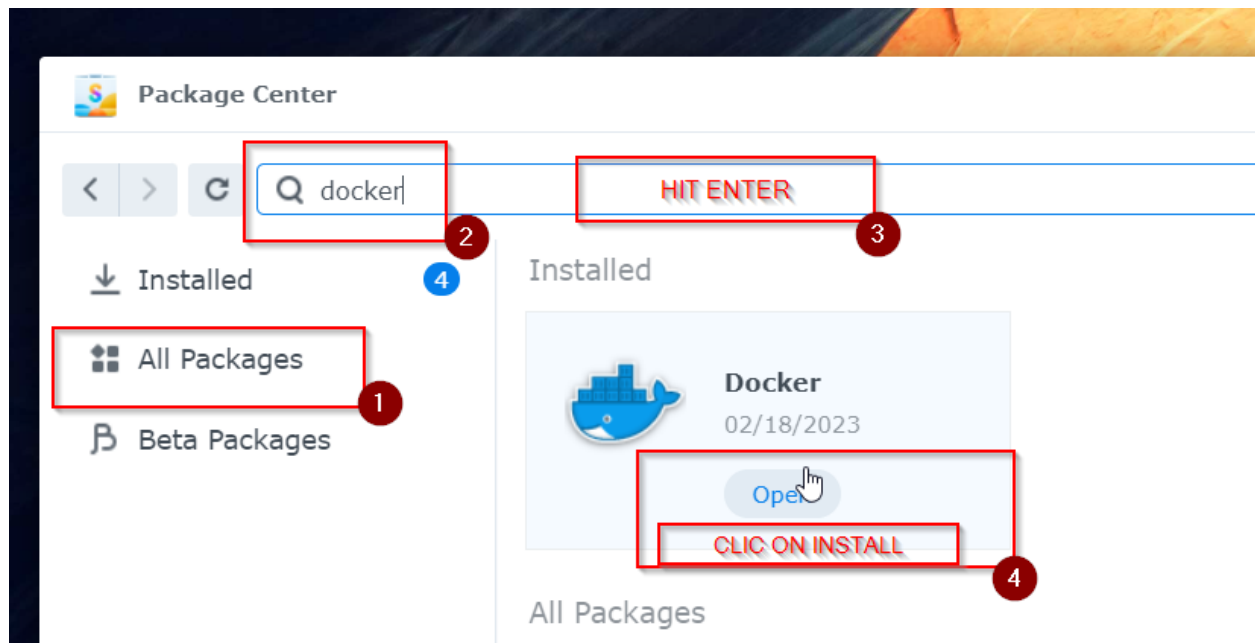 Package Center
docker
HIT ENTER
2
3
Installed
4
Installed
All Packages
1
Docker
02/18/2023
Beta Packages
Open
CLIC ON INSTALL
4
All Packages